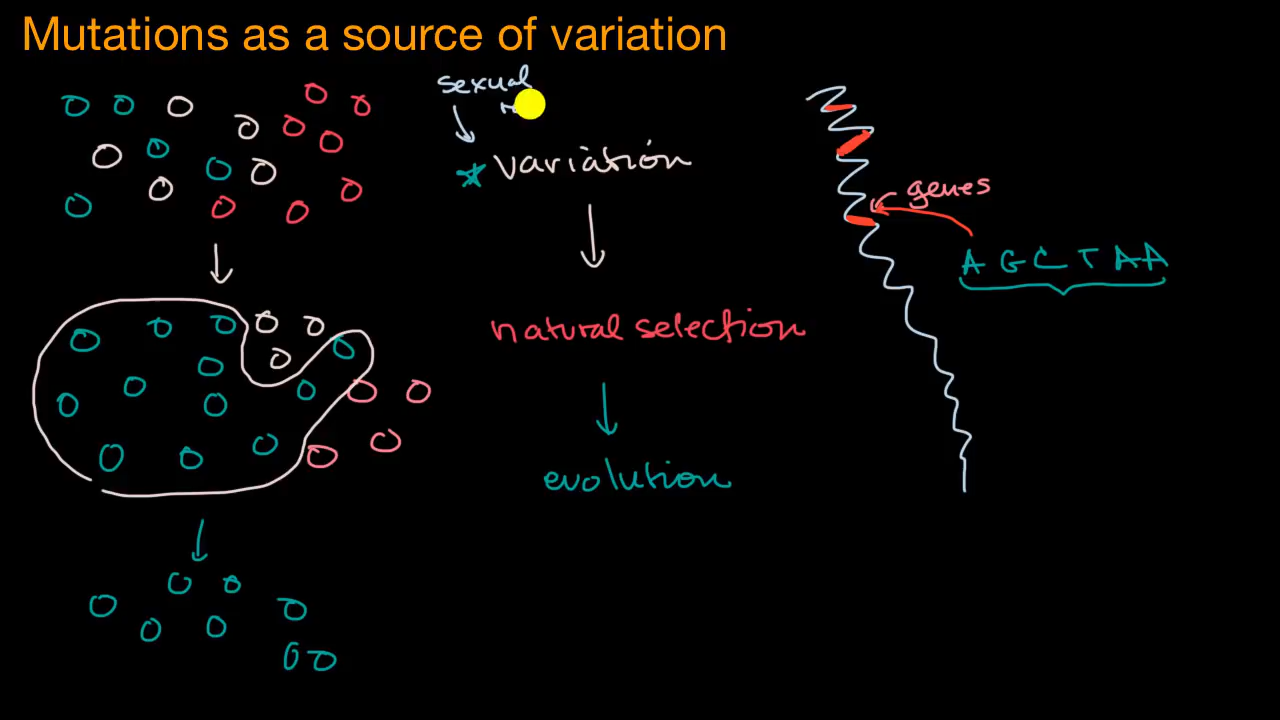 Mutations as a source of variation
sexual
variation
genes
AGCTAA
natural selection
evolution